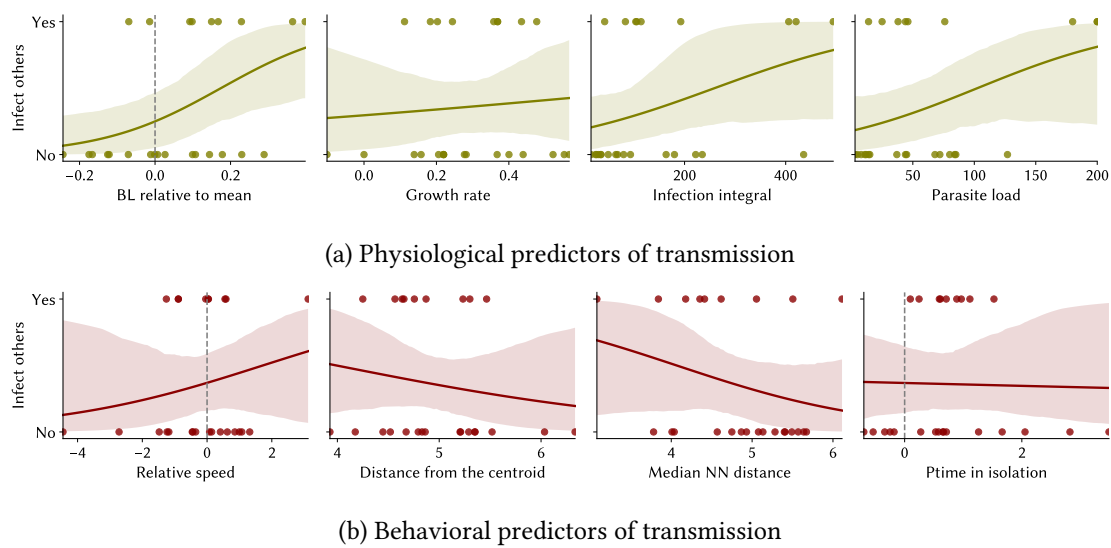 Yes
Infect others
No
−0.2 0.0 0.2
BL relative to mean
0.0 0.2 0.4
Growth rate
200 400
Infection integral
50 100 150 200
Parasite load
(a) Physiological predictors of transmission
Yes
Infect others
No
−4 −2 0 2
Relative speed
4 5 6
Distance from the centroid
4 5 6
Median NN distance
0 2
Ptime in isolation
(b) Behavioral predictors of transmission